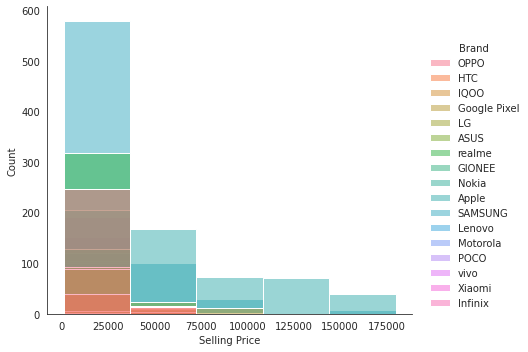 600
500
400
300
200
100
0
Count
0 25000 50000 75000 100000 125000 150000 175000
Selling Price
Brand
OPPO
HTC
IQOO
Google Pixel
LG
ASUS
realme
GIONEE
Nokia
Apple
SAMSUNG
Lenovo
Motorola
POCO
vivo
Xiaomi
Infinix